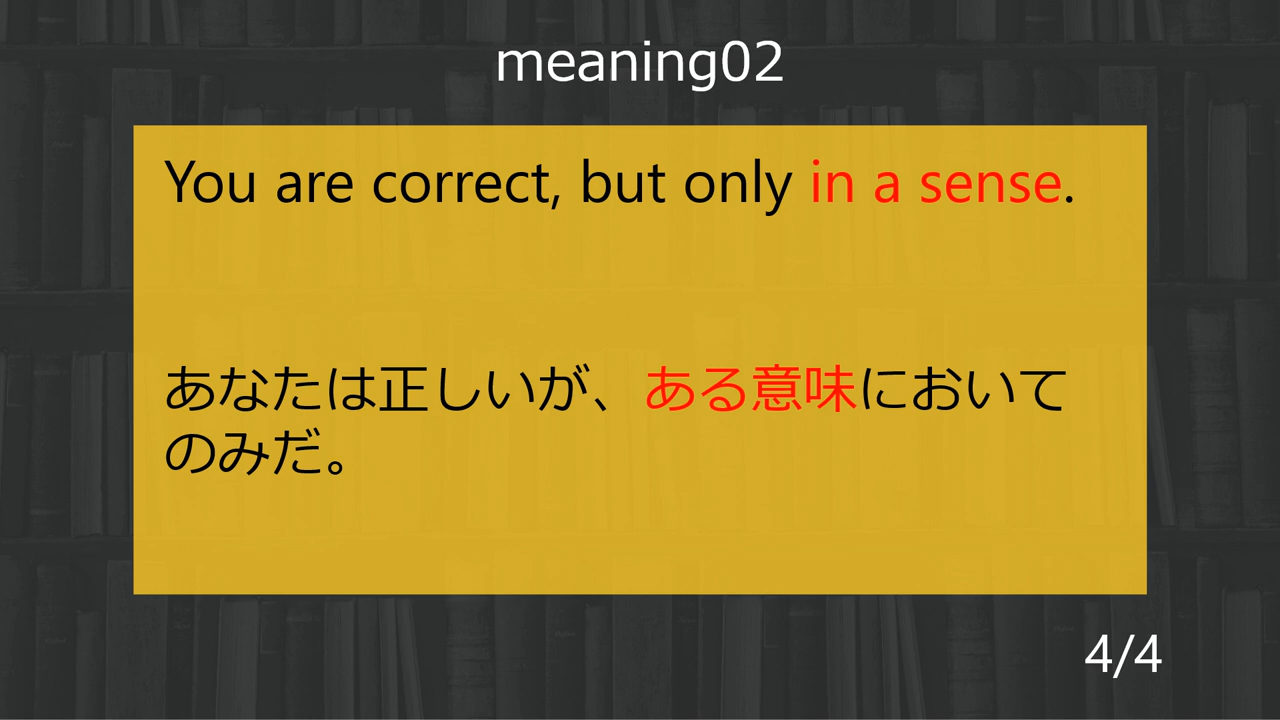 meaning02
You are correct, but only in a sense.
あなたは正しいが、ある意味において
のみだ。
4/4